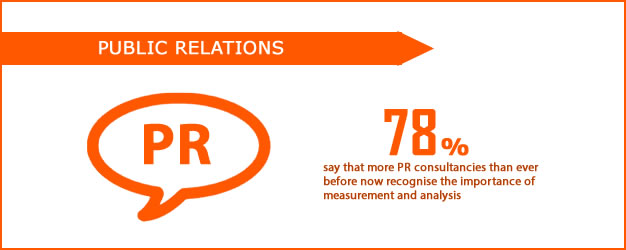 PUBLIC RELATIONS
PR
78%
say that more PR consultancies than ever
before now recognise the importance of
measurement and analysis